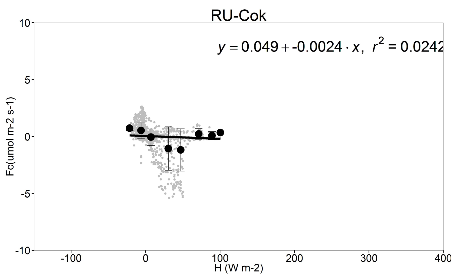 RU-Cok
y = 0.049 + -0.0024 · x, r² = 0.0242
10
5
0
-5
-10
Fc(umol m-2 s-1)
-100 0 100 200 300 400
H (W m-2)